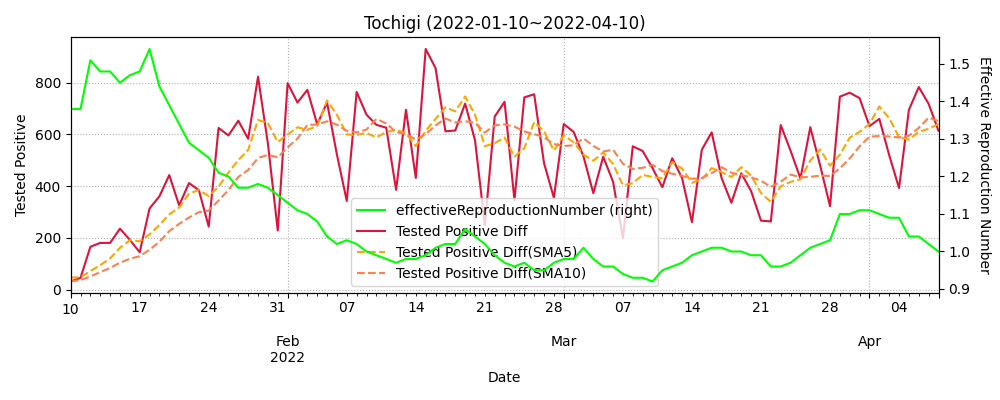 Tochigi (2022-01-10~2022-04-10)
Tested Positive
800
600
400
200
0
1.5
1.4
1.3
1.2
1.1
1.0
0.9
Effective Reproduction Number
effectiveReproductionNumber (right)
Tested Positive Diff
Tested Positive Diff(SMA5)
Tested Positive Diff(SMA10)
10 17 24 31 07 14 21 28 07 14 21 28 04
Feb Mar Apr
2022
Date